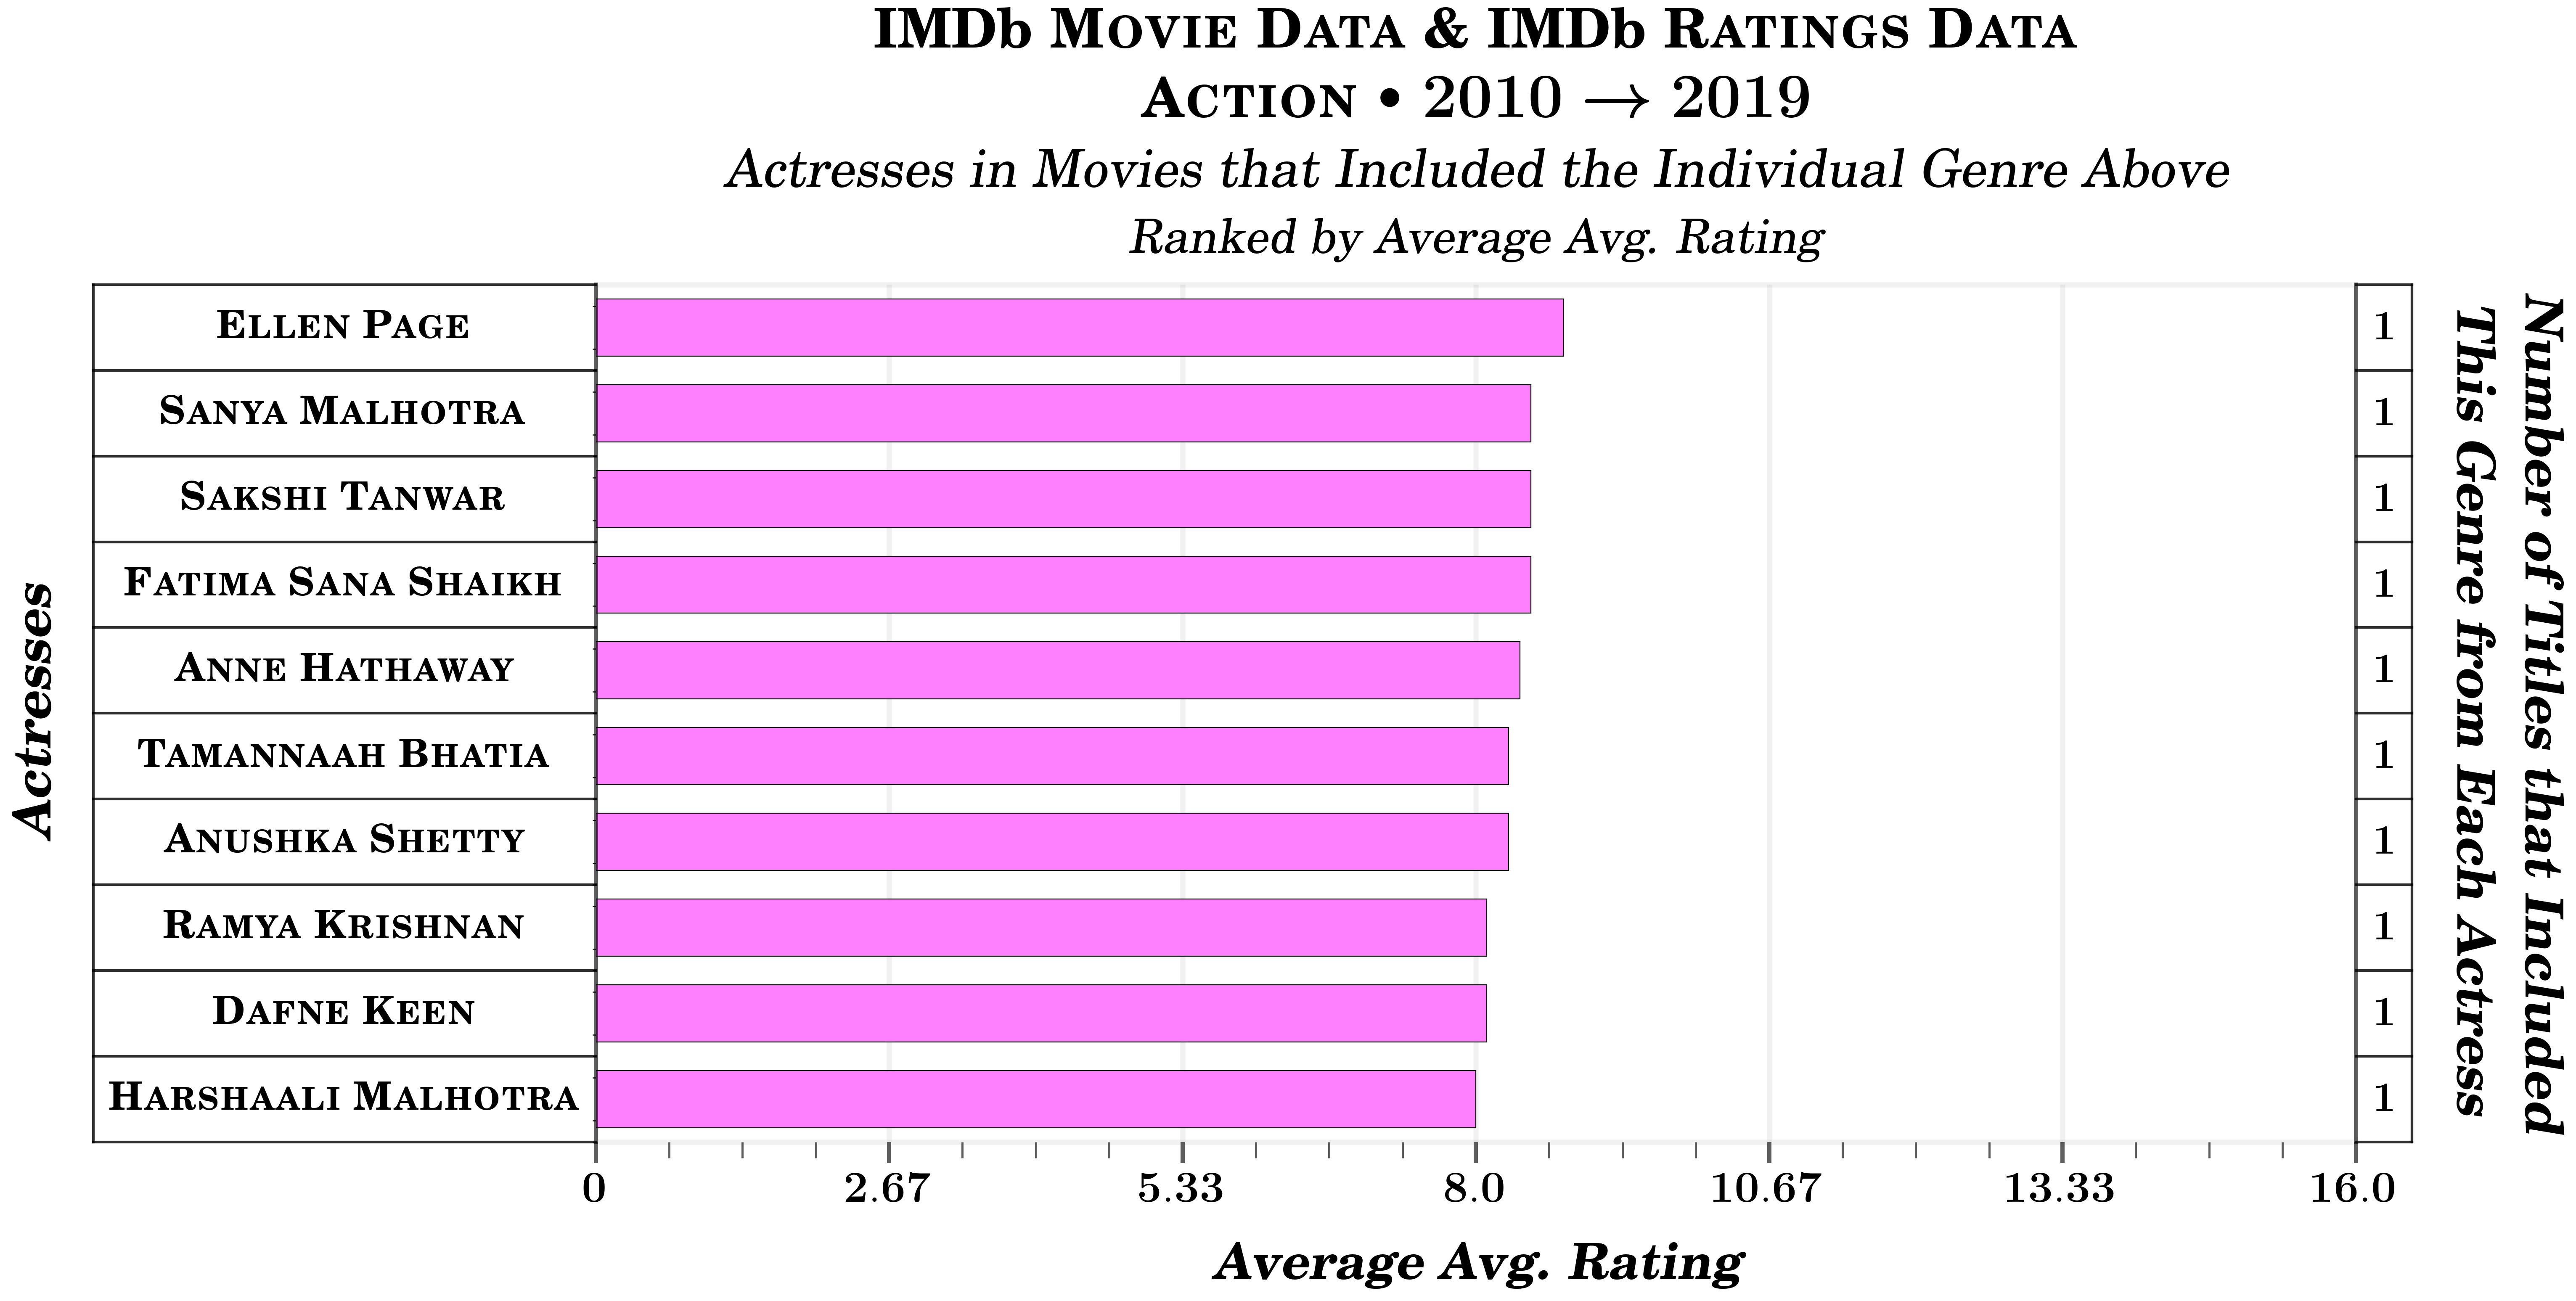 IMDb Movie Data & IMDb Ratings Data
Action • 2010 → 2019
Actresses in Movies that Included the Individual Genre Above
Ranked by Average Avg. Rating
Actresses
Ellen Page 1
Sanya Malhotra 1
Sakshi Tanwar 1
Fatima Sana Shaikh 1
Anne Hathaway 1
Tamannaah Bhatia 1
Anushka Shetty 1
Ramya Krishnan 1
Dafne Keen 1
Harshaali Malhotra 1
Number of Titles that Included
This Genre from Each Actress
0 2.67 5.33 8.0 10.67 13.33 16.0
Average Avg. Rating